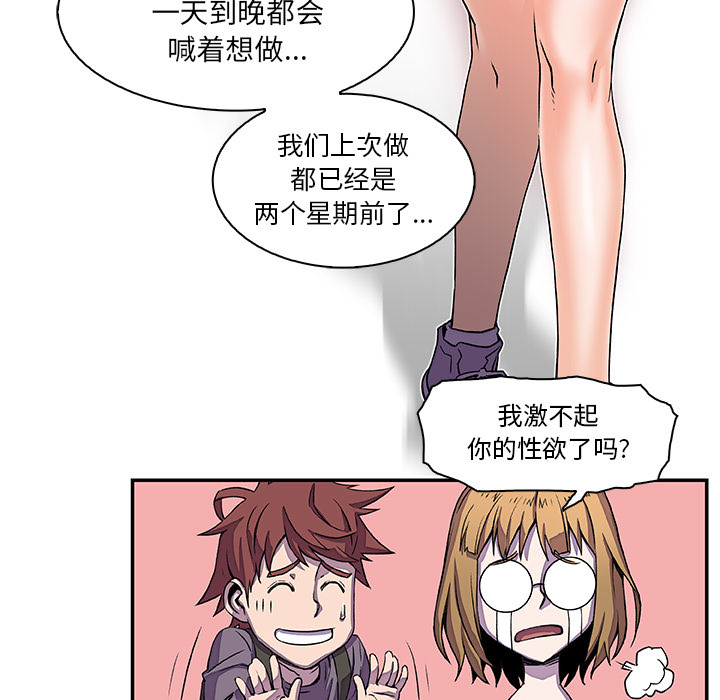 一天到晚都会
喊着想做...
我们上次做
都已经是
两个星期前了...
我激不起
你的性欲了吗?